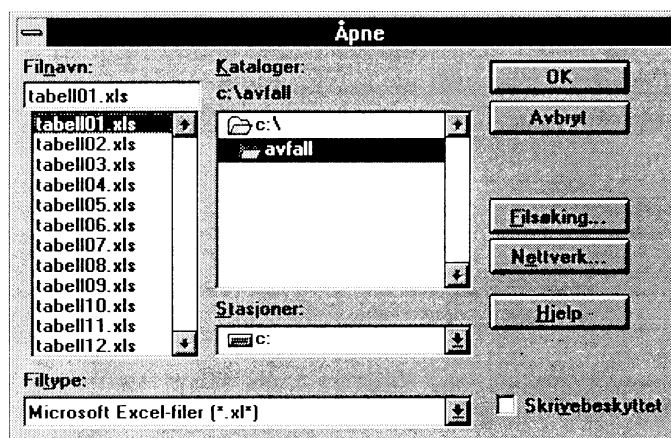 Åpne
Filnavn:
tabell01.xls
tabell01.xls
tabell02.xls
tabell03.xls
tabell04.xls
tabell05.xls
tabell06.xls
tabell07.xls
tabell08.xls
tabell09.xls
tabell10.xls
tabell11.xls
tabell12.xls
Kataloger:
c:\avfall
c:\
avfall
Stasjoner:
c:
Filtype:
Microsoft Excel-filer (*.xl*)
OK
Avbryt
Filsøking...
Nettverk...
Hjelp
Skrivebeskyttet